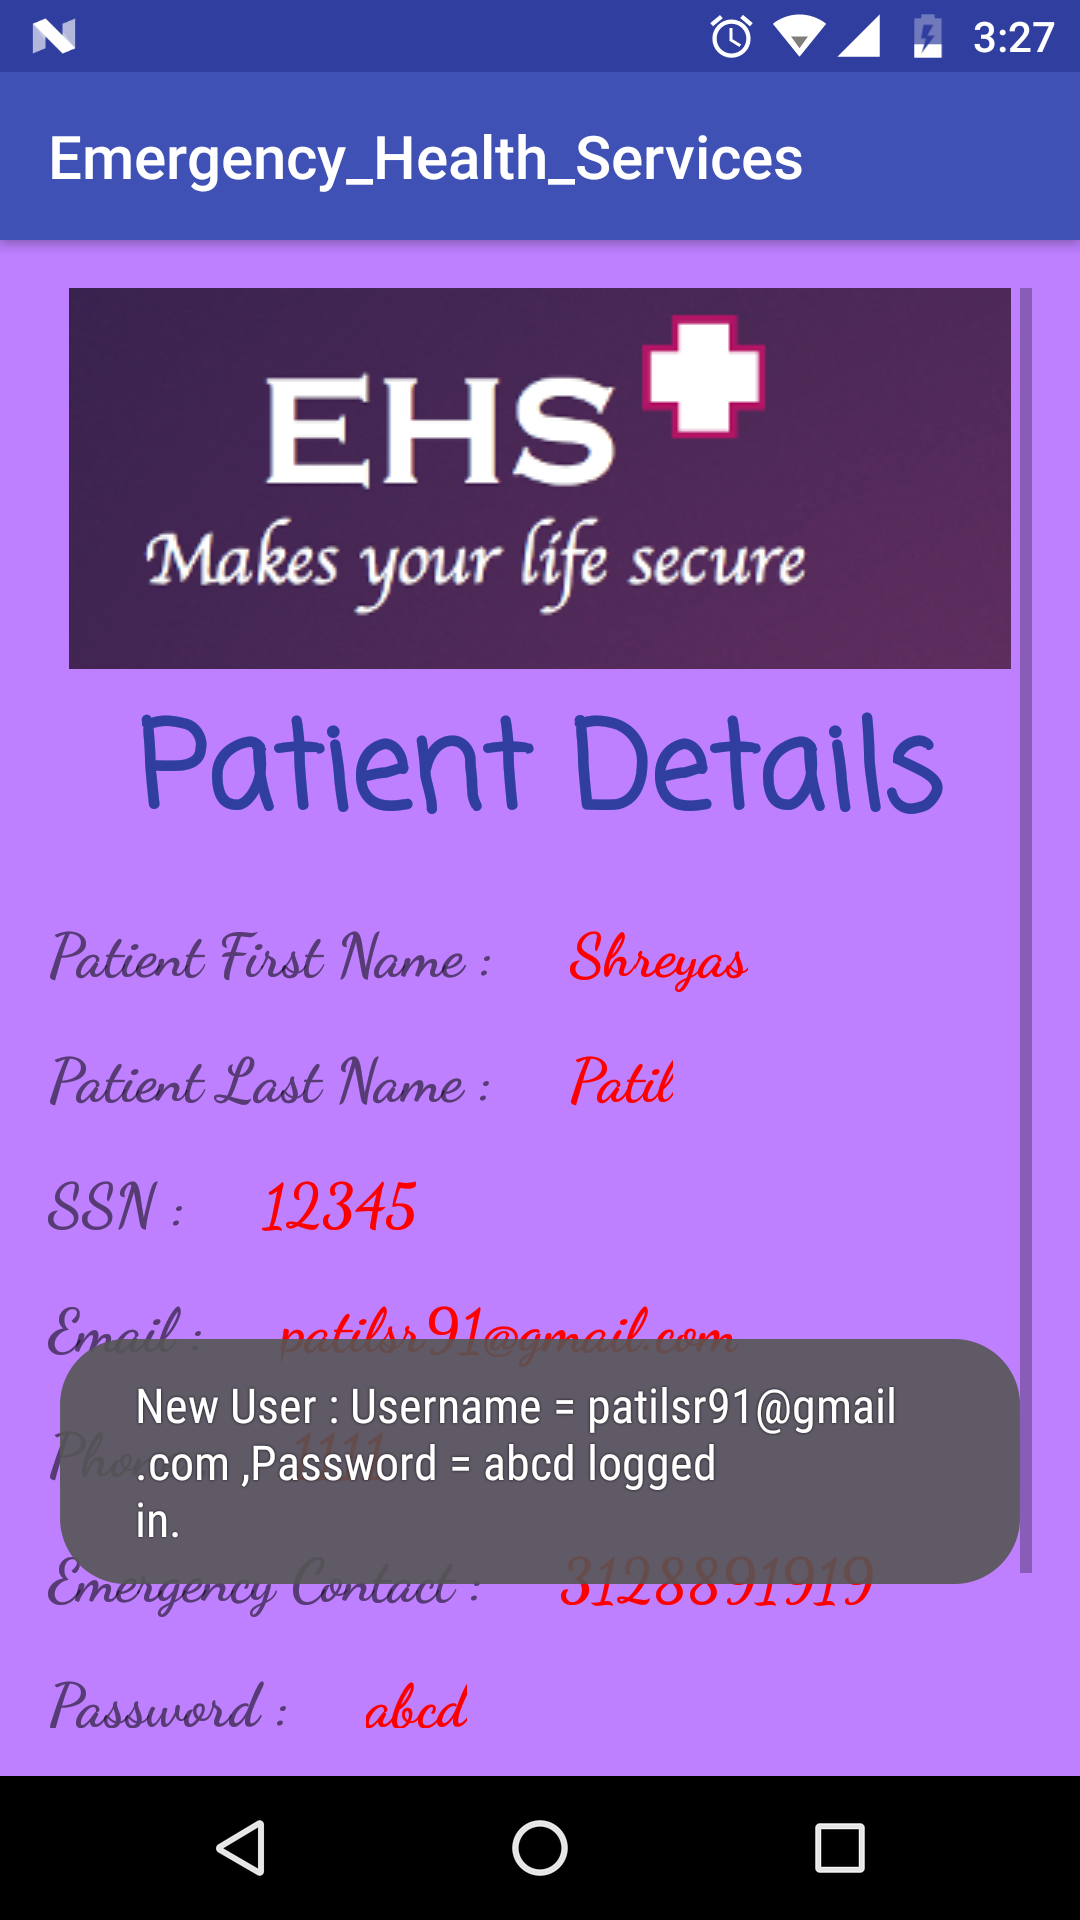 3:27
Emergency_Health_Services
EHS
Makes your life secure
Patient Details
Patient First Name : Shreyas
Patient Last Name : Patil
SSN : 12345
Email : patilsr91@gmail.com
New User : Username = patilsr91@gmail
.com ,Password = abcd logged
in.
1111
Emergency Contact : 3128891919
Password : abcd